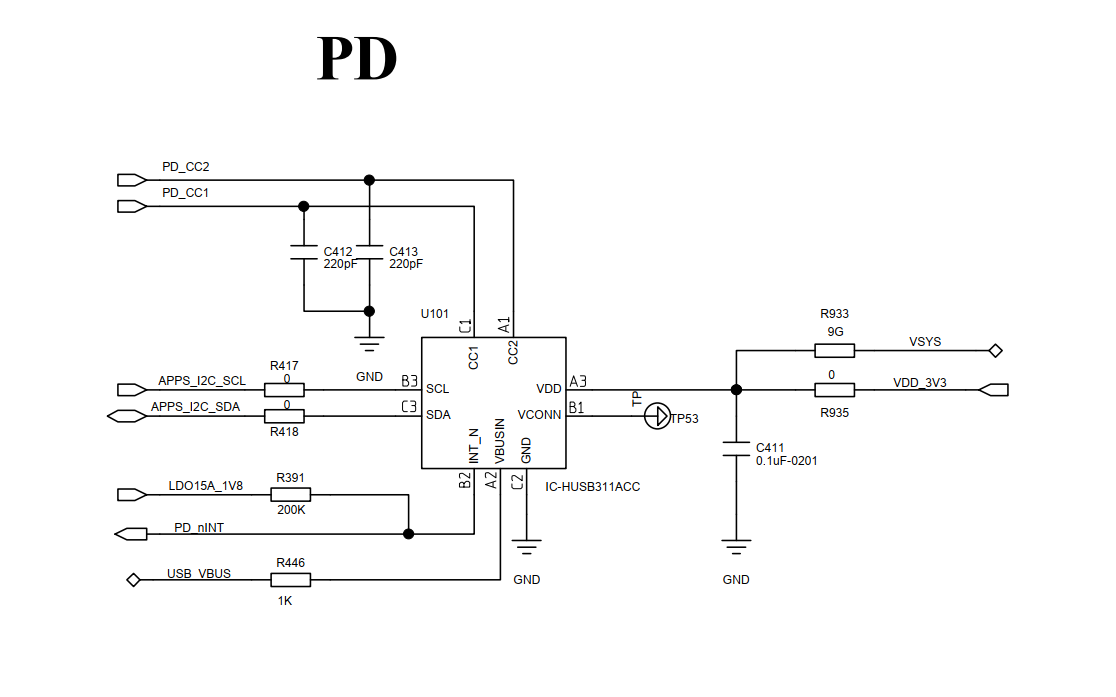 PD
PD_CC2
PD_CC1
C412
220pF
C413
220pF
U101
C1
A1
CC1
CC2
R933
9G
VSYS
R417
0
GND
APPS_I2C_SCL
B3
SCL
VDD
A3
0
VDD_3V3
APPS_I2C_SDA
0
C3
SDA
VCONN
B1
TP
TP53
R935
R418
INT_N
VBUSIN
GND
C411
0.1uF-0201
R391
LDO15A_1V8
B2
A2
C2
IC-HUSB311ACC
200K
PD_nINT
R446
USB_VBUS
1K
GND
GND